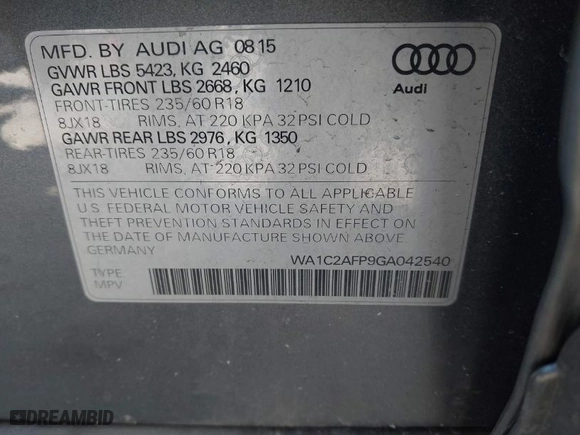 MFD. BY AUDI AG 08 15
GVWR LBS 5423, KG 2460
GAWR FRONT LBS 2668, KG 1210
FRONT-TIRES 235/60 R18
8JX18 RIMS, AT 220 KPA 32 PSI COLD
GAWR REAR LBS 2976, KG 1350
REAR-TIRES 235/60 R18
8JX18 RIMS, AT 220 KPA 32 PSI COLD
Audi
THIS VEHICLE CONFORMS TO ALL APPLICABLE
U.S. FEDERAL MOTOR VEHICLE SAFETY AND
THEFT PREVENTION STANDARDS IN EFFECT ON
THE DATE OF MANUFACTURE SHOWN ABOVE.
GERMANY
WA1C2AFP9GA042540
TYPE
MPV
DREAMBID